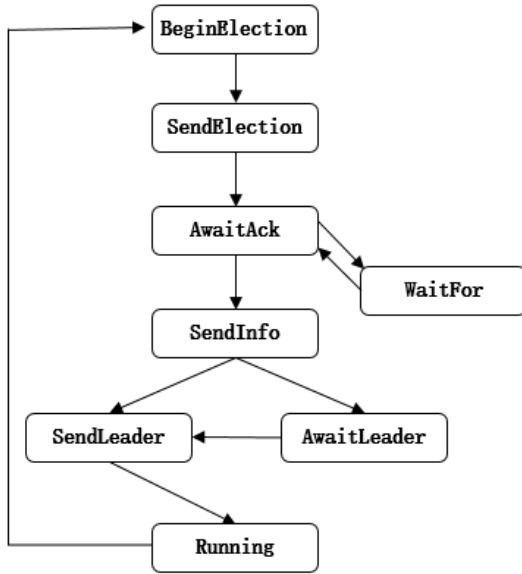 BeginElection
SendElection
AwaitAck
WaitFor
SendInfo
SendLeader
AwaitLeader
Running